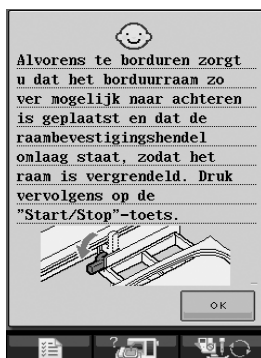 Alvorens te borduren zorgt
u dat het borduurraam zo
ver mogelijk naar achteren
is geplaatst en dat de
raambevestigingshendel
omlaag staat, zodat het
raam is vergrendeld. Druk
vervolgens op de
"Start/Stop"-toets.
OK
?